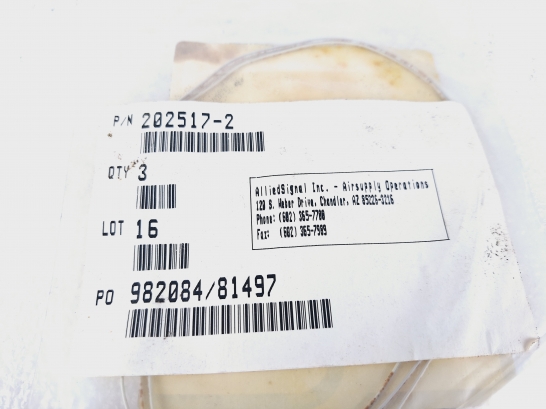 P/N 202517-2
QTY 3
LOT 16
PO 982084/81497
AlliedSignal Inc. - Airsupply Operations
120 S. Weber Drive, Chandler, AZ 85226-3216
Phone: (602) 365-7700
Fax: (602) 365-7989